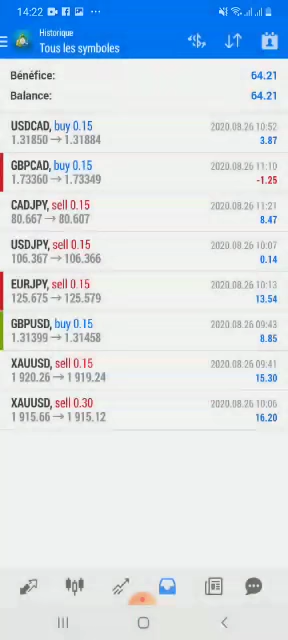 14:22
Historique
Tous les symboles
Bénéfice: 64.21
Balance: 64.21
USDCAD, buy 0.15 2020.08.26 10:52
1.31850 → 1.31884 3.87
GBPCAD, buy 0.15 2020.08.26 11:10
1.73360 → 1.73349 -1.25
CADJPY, sell 0.15 2020.08.26 11:21
80.667 → 80.607 8.47
USDJPY, sell 0.15 2020.08.26 10:07
106.367 → 106.366 0.14
EURJPY, sell 0.15 2020.08.26 10:13
125.675 → 125.579 13.54
GBPUSD, buy 0.15 2020.08.26 09:43
1.31399 → 1.31458 8.85
XAUUSD, sell 0.15 2020.08.26 09:41
1 920.26 → 1 919.24 15.30
XAUUSD, sell 0.30 2020.08.26 10:06
1 915.66 → 1 915.12 16.20